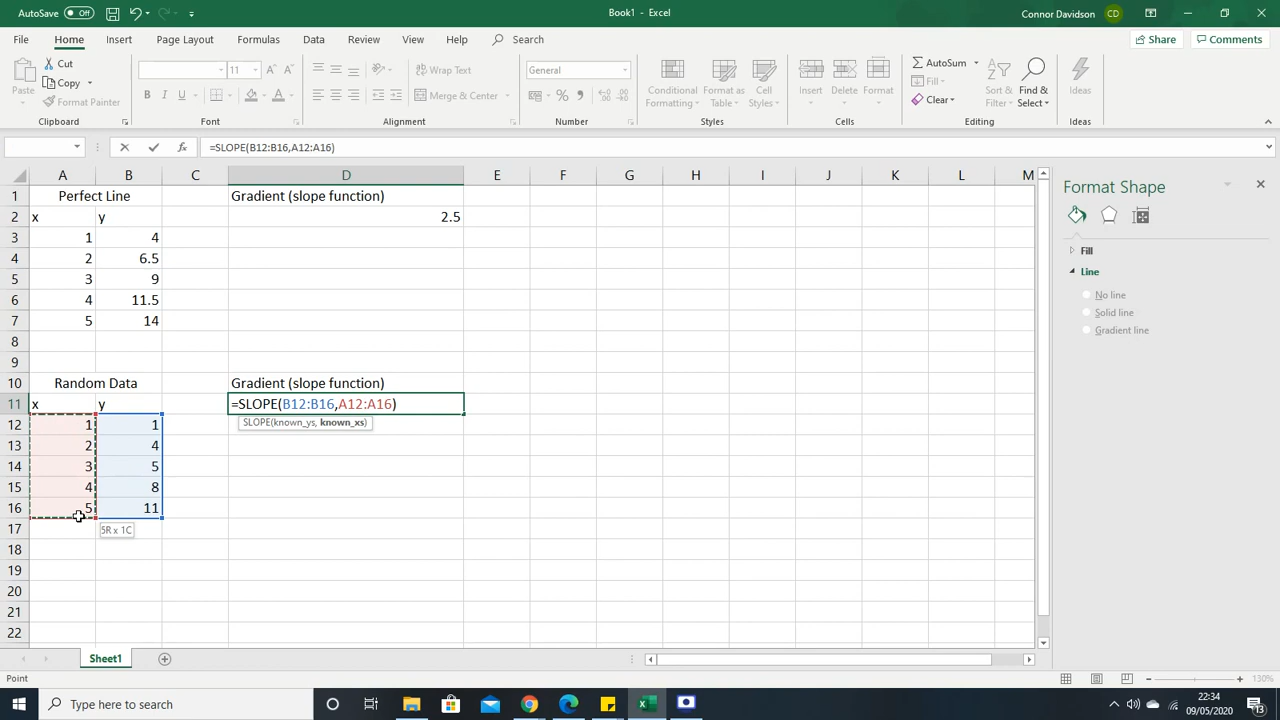 AutoSave Off Book1 - Excel Connor Davidson CD
File Home Insert Page Layout Formulas Data Review View Help Search Share Comments
Paste Cut Copy Format Painter
11 A A B I U A
Wrap Text Merge & Center
General % ,
Conditional Formatting Format as Table Cell Styles
Insert Delete Format
AutoSum Fill Clear Sort & Filter Find & Select Ideas
Clipboard Font Alignment Number Styles Cells Editing Ideas
fx =SLOPE(B12:B16,A12:A16)
A B C D E F G H I J K L M
1 Perfect Line Gradient (slope function)
2 x y 2.5
3 1 4
4 2 6.5
5 3 9
6 4 11.5
7 5 14
8
9
10 Random Data Gradient (slope function)
11 x y =SLOPE(B12:B16,A12:A16)
12 1 1 SLOPE(known_ys, known_xs)
13 2 4
14 3 5
15 4 8
16 5 11
17 5R x 1C
18
19
20
21
22
Format Shape
Fill
Line
No line
Solid line
Gradient line
Sheet1
Point 130%
Type here to search
22:34
09/05/2020
13